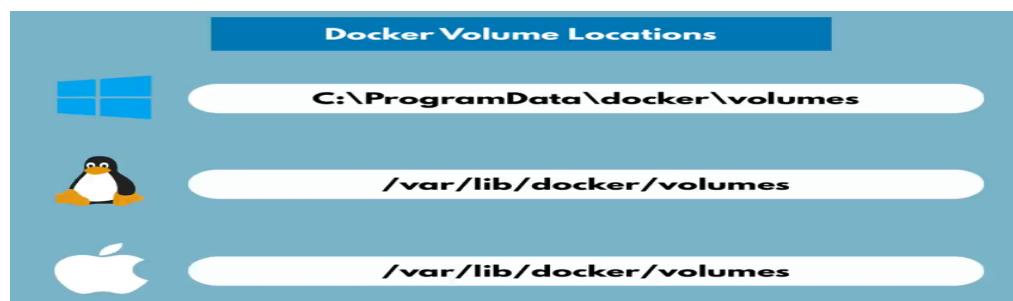 Docker Volume Locations
C:\ProgramData\docker\volumes
/var/lib/docker/volumes
/var/lib/docker/volumes